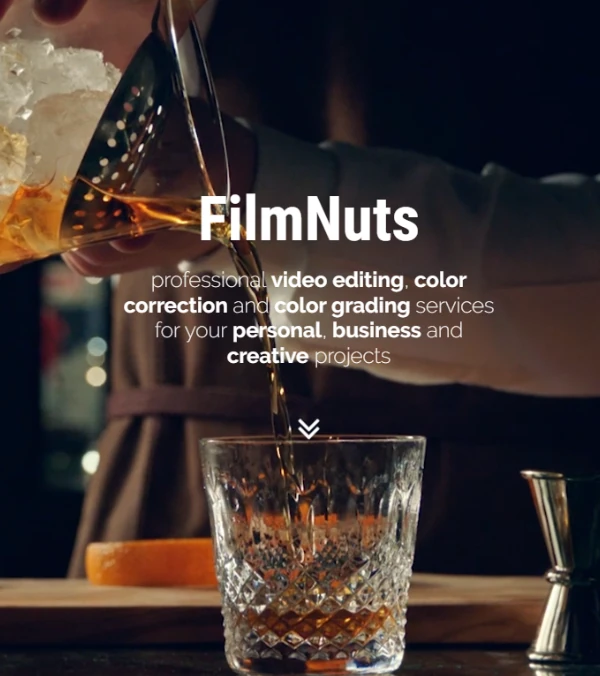 FilmNuts
professional video editing, color
correction and color grading services
for your personal, business and
creative projects